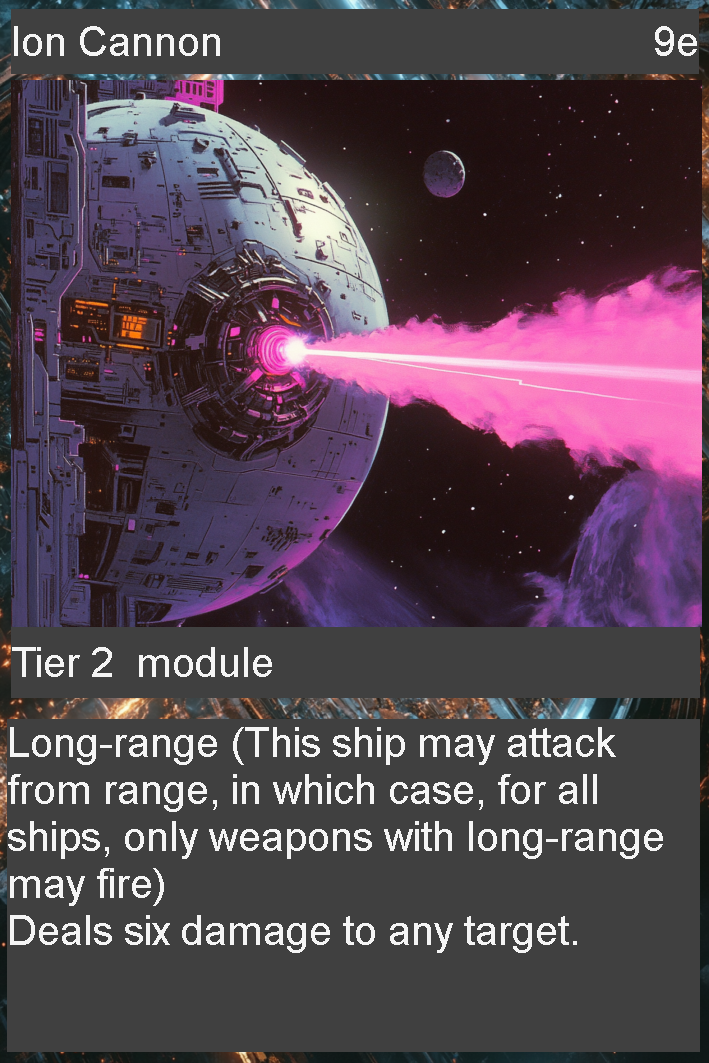 Ion Cannon 9e
Tier 2 module
Long-range (This ship may attack
from range, in which case, for all
ships, only weapons with long-range
may fire)
Deals six damage to any target.